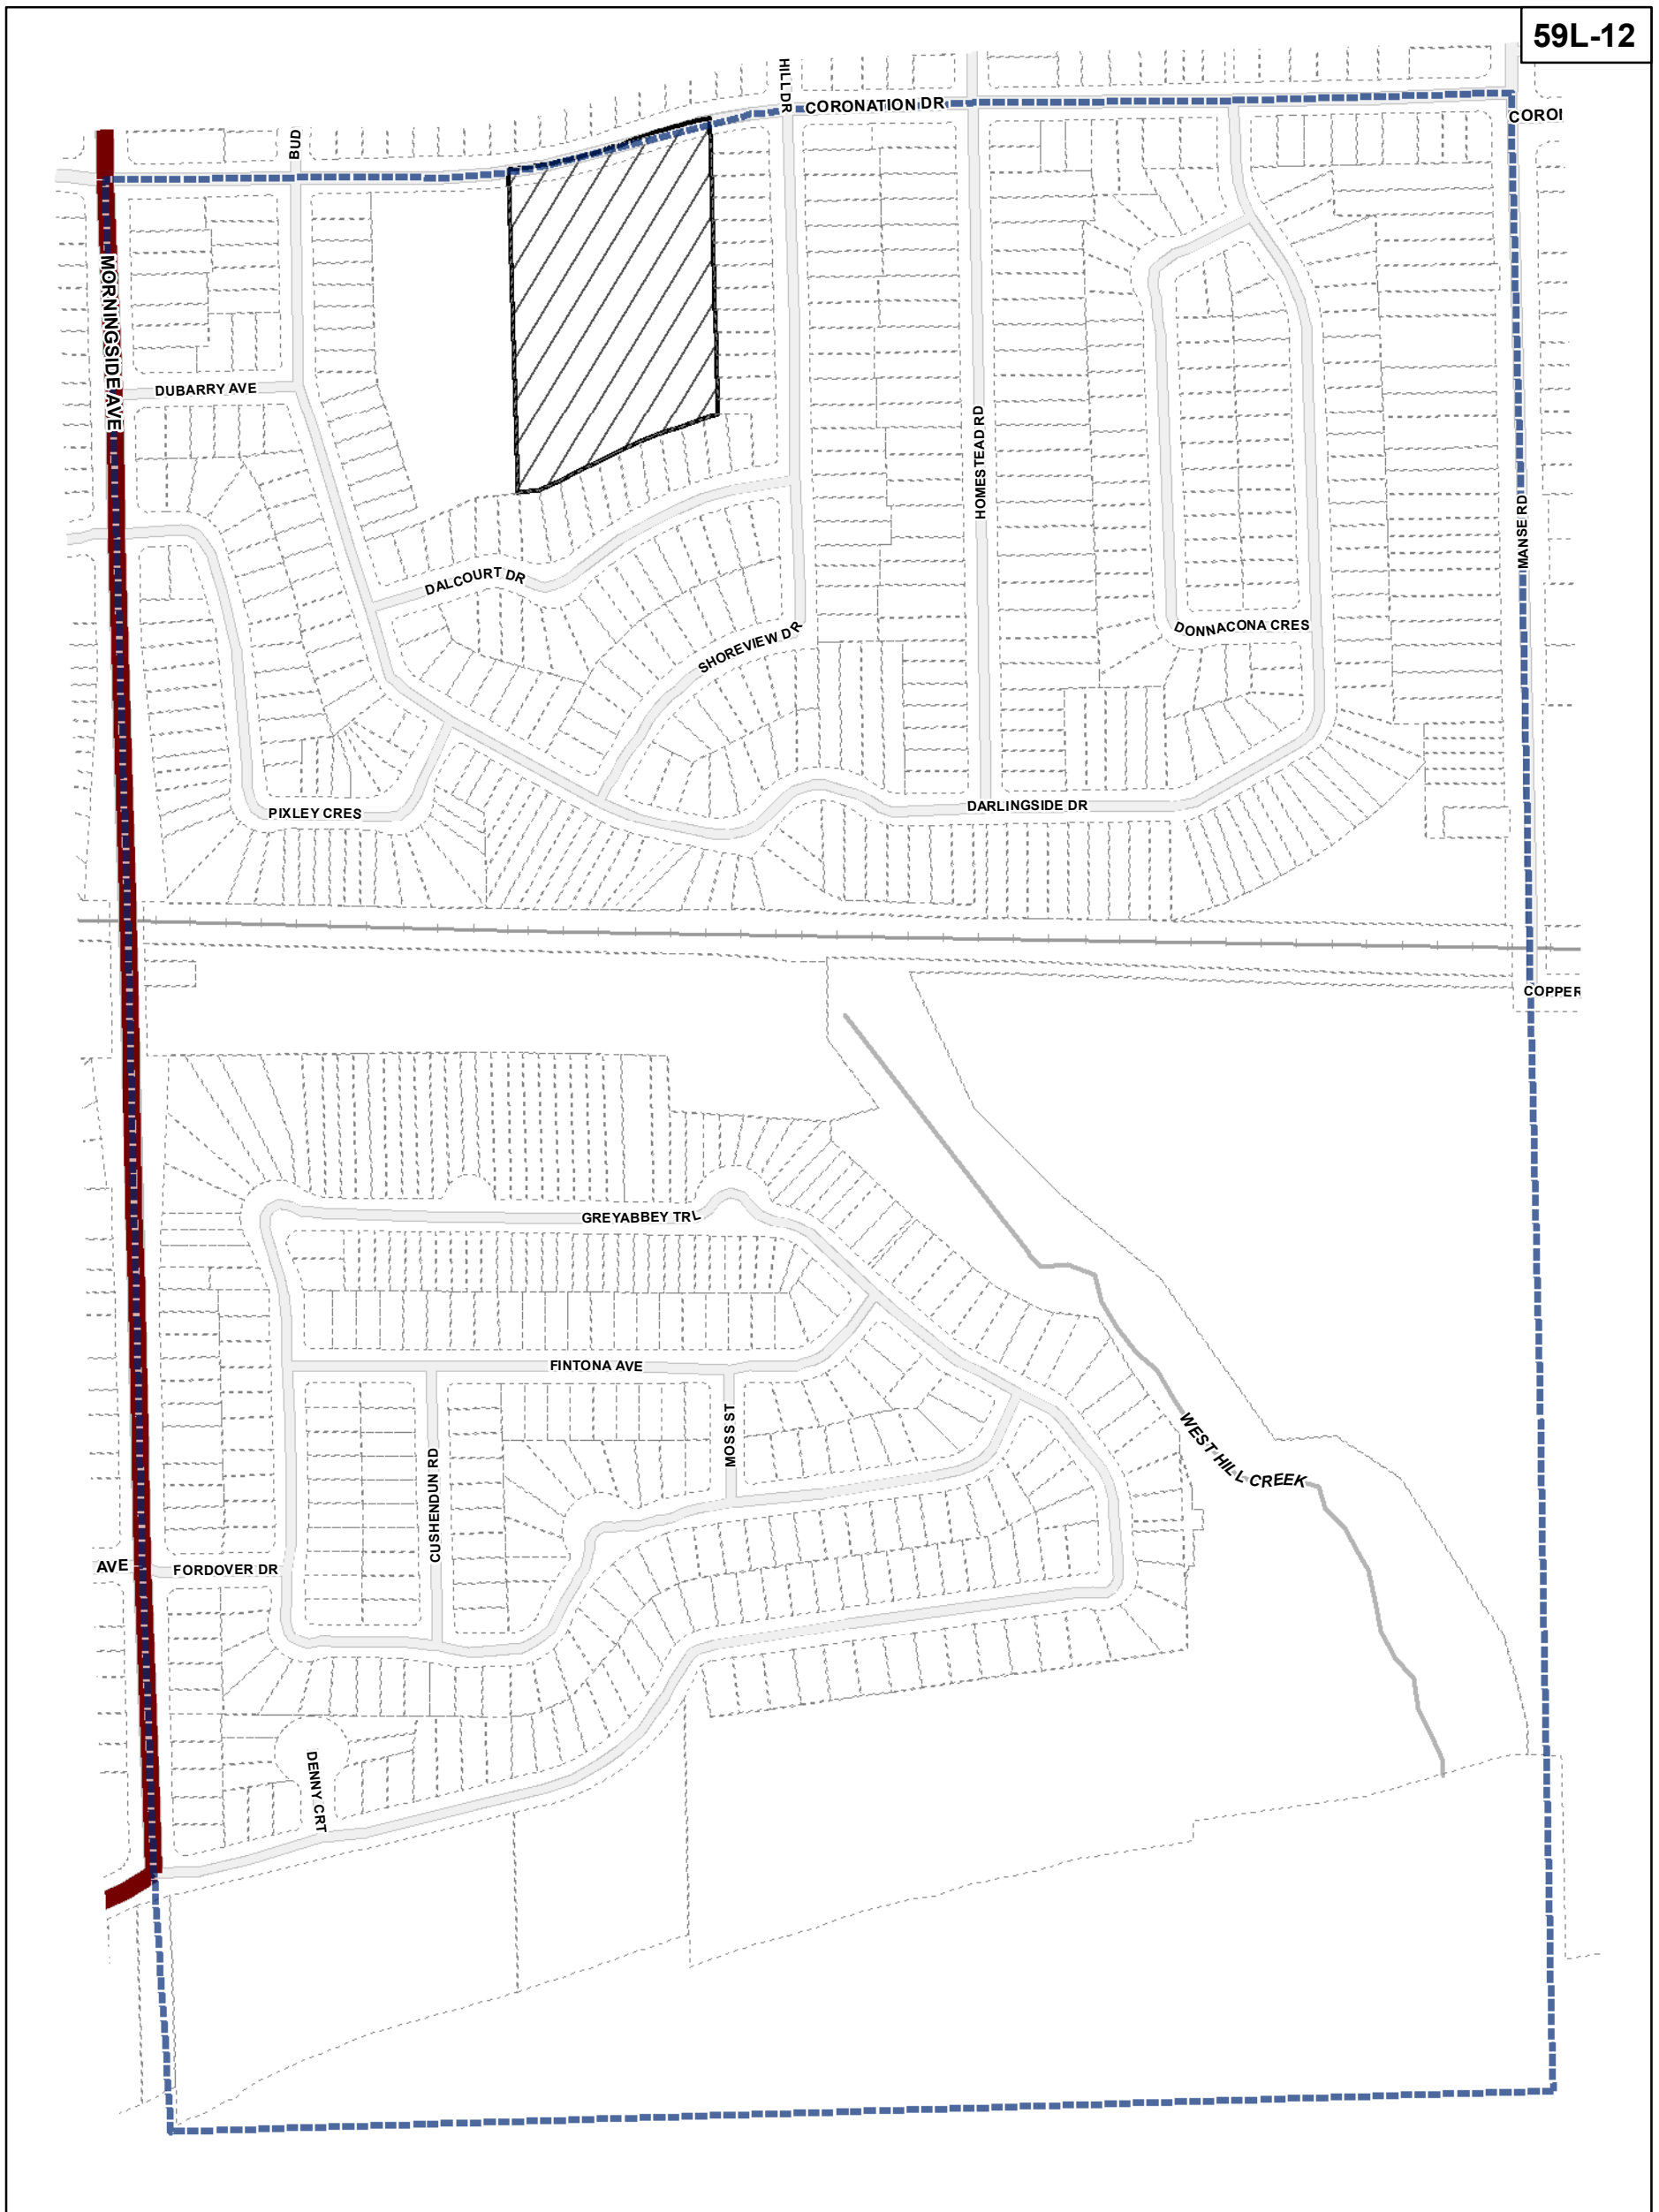 59L-12
HILL DR
CORONATION DR
COROI
BUD
MORNINGSIDE AVE
DUBARRY AVE
HOMESTEAD RD
MANSE RD
DALCOURT DR
SHOREVIEW DR
DONNACONA CRES
PIXLEY CRES
DARLINGSIDE DR
COPPER
GREYABBEY TRL
FINTONA AVE
MOSS ST
CUSHENDUN RD
WEST HILL CREEK
AVE
FORDOVER DR
DENNY CRT